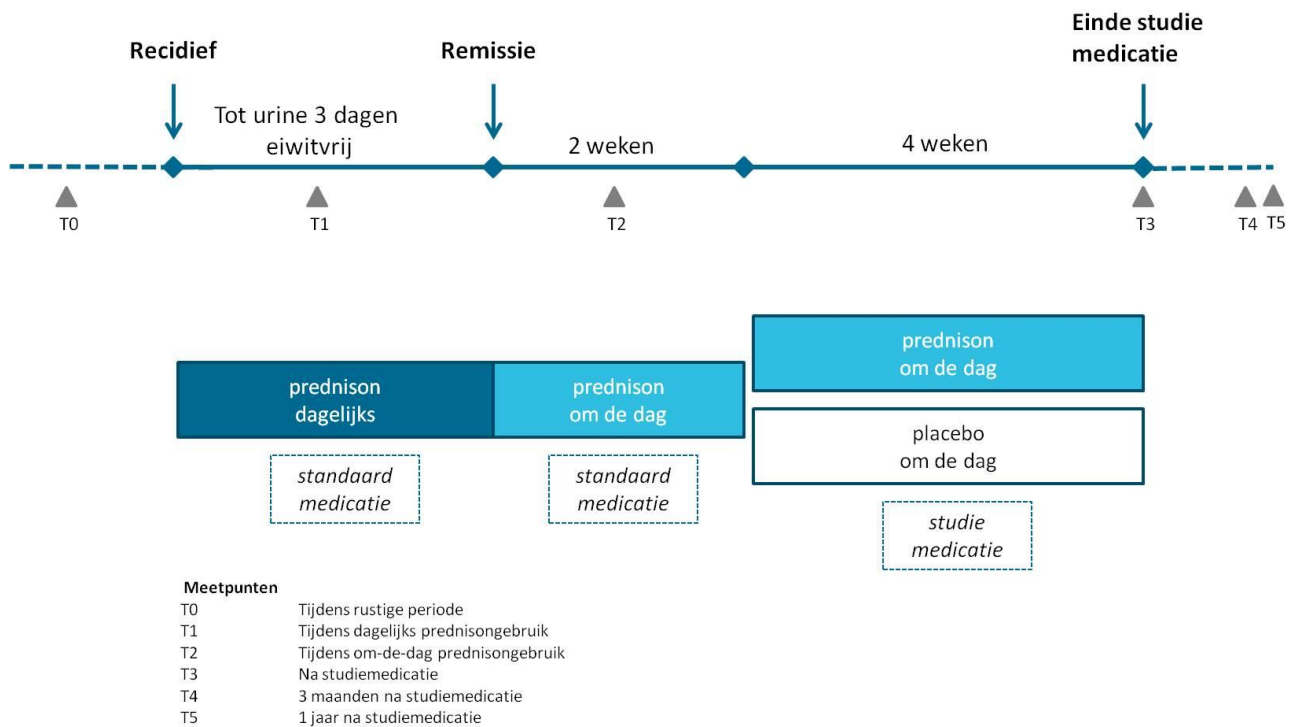 Recidief
Remissie
Einde studie
medicatie
Tot urine 3 dagen
eiwitvrij
2 weken
4 weken
T0
T1
T2
T3
T4
T5
prednison
dagelijks
prednison
om de dag
prednison
om de dag
placebo
om de dag
standaard
medicatie
standaard
medicatie
studie
medicatie
Meetpunten
T0 Tijdens rustige periode
T1 Tijdens dagelijks prednisongebruik
T2 Tijdens om-de-dag prednisongebruik
T3 Na studiemedicatie
T4 3 maanden na studiemedicatie
T5 1 jaar na studiemedicatie